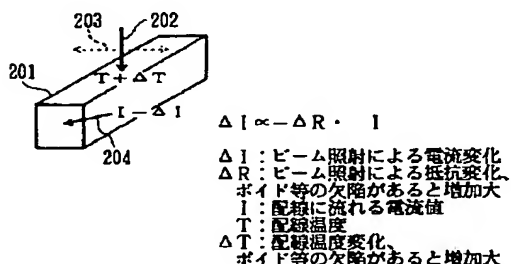 203
202
201
T+ΔT
I-ΔI
204
ΔI∝-ΔR・ I
ΔI：ビーム照射による電流変化
ΔR：ビーム照射による抵抗変化、
ボイド等の欠陥があると増加大
I：配線に流れる電流値
T：配線温度
ΔT：配線温度変化、
ボイド等の欠陥があると増加大